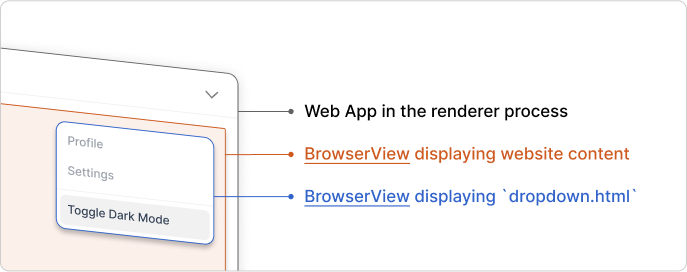 Web App in the renderer process
Profile
BrowserView displaying website content
Settings
BrowserView displaying `dropdown.html`
Toggle Dark Mode